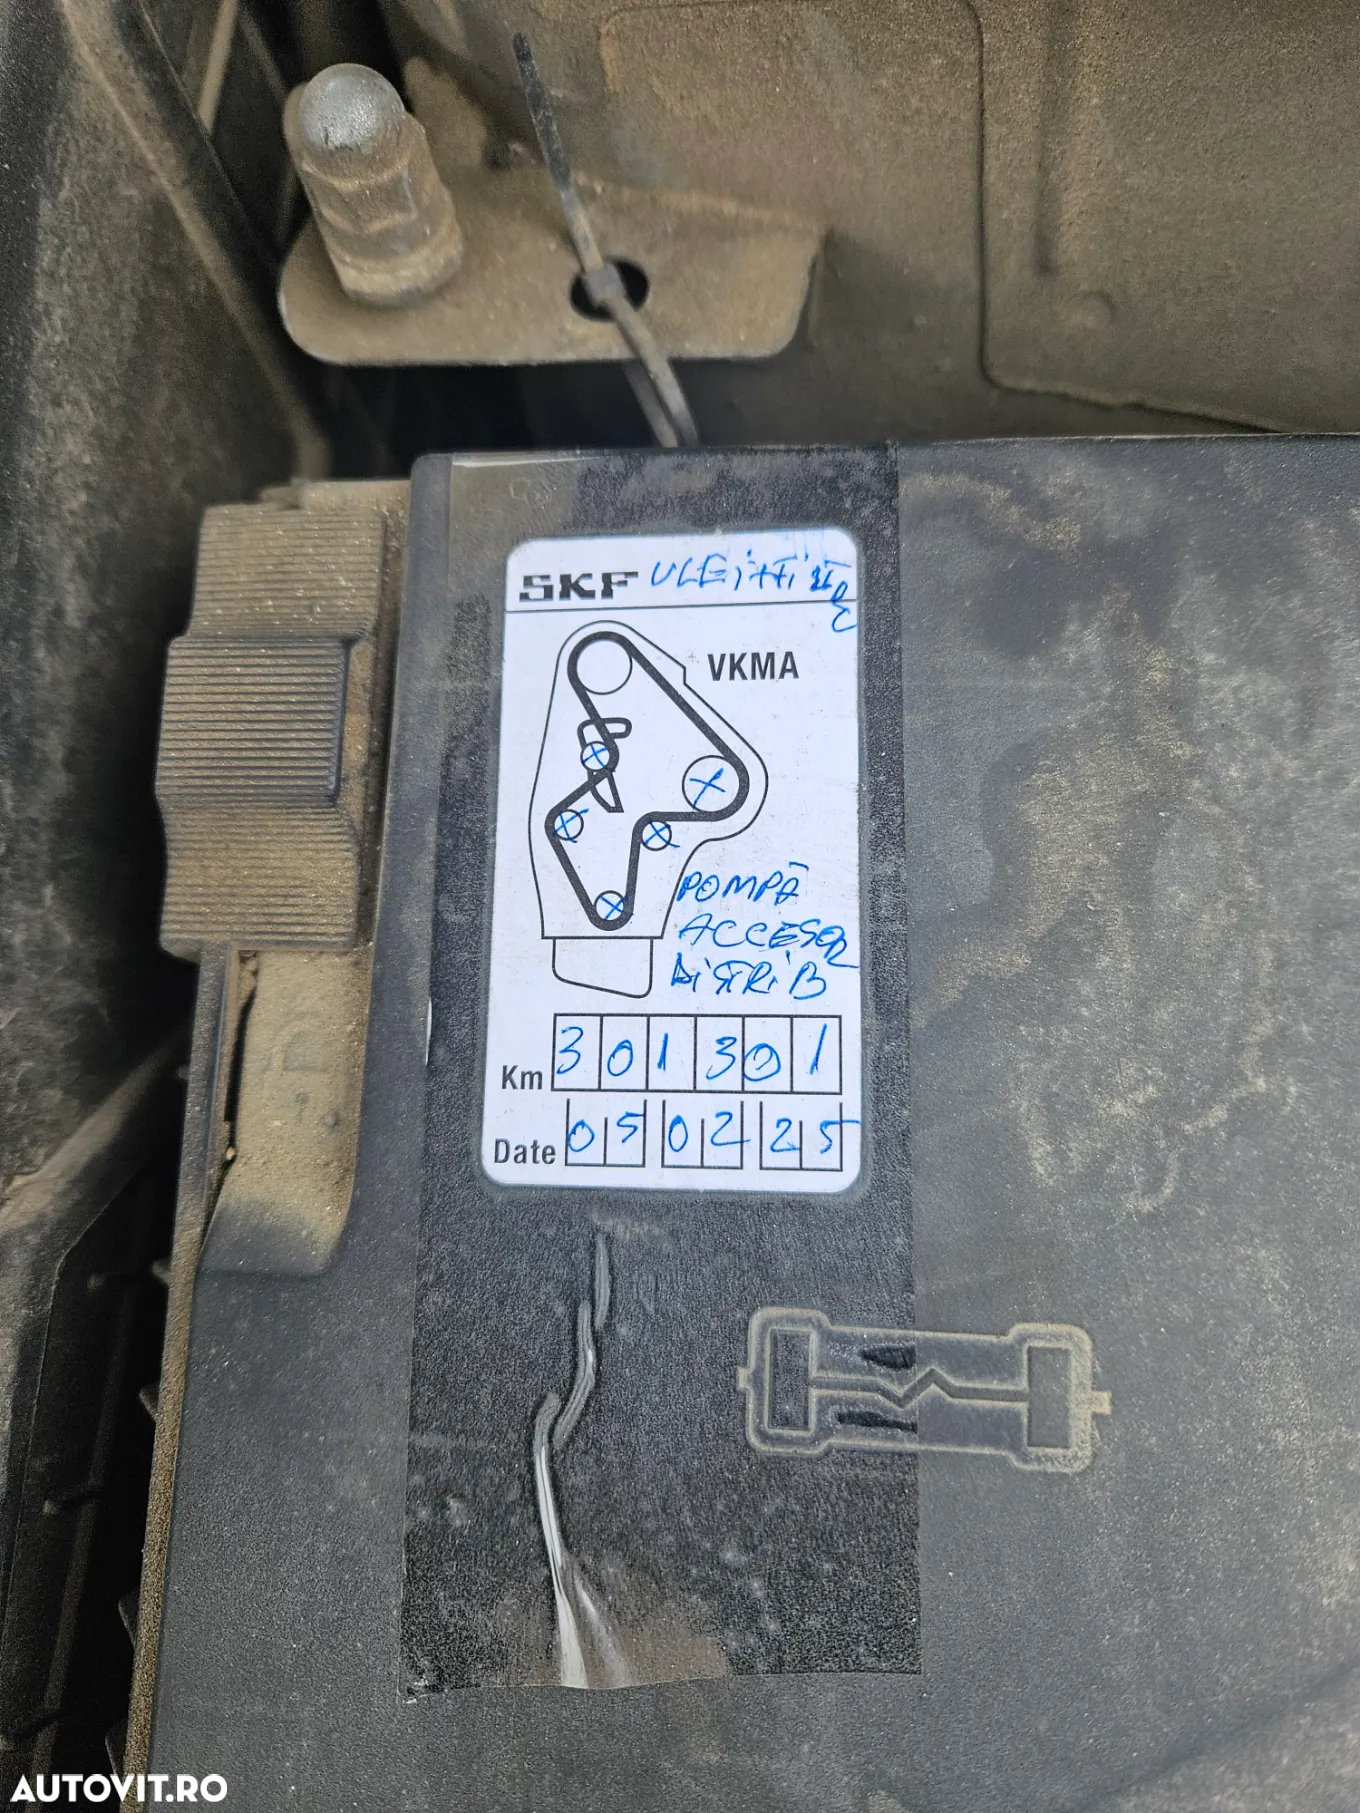 SKF ULEI +FILTRE
VKMA
POMPĂ
ACCESOR
DISTRIB
Km 301301
Date 05 02 25
AUTOVIT.RO